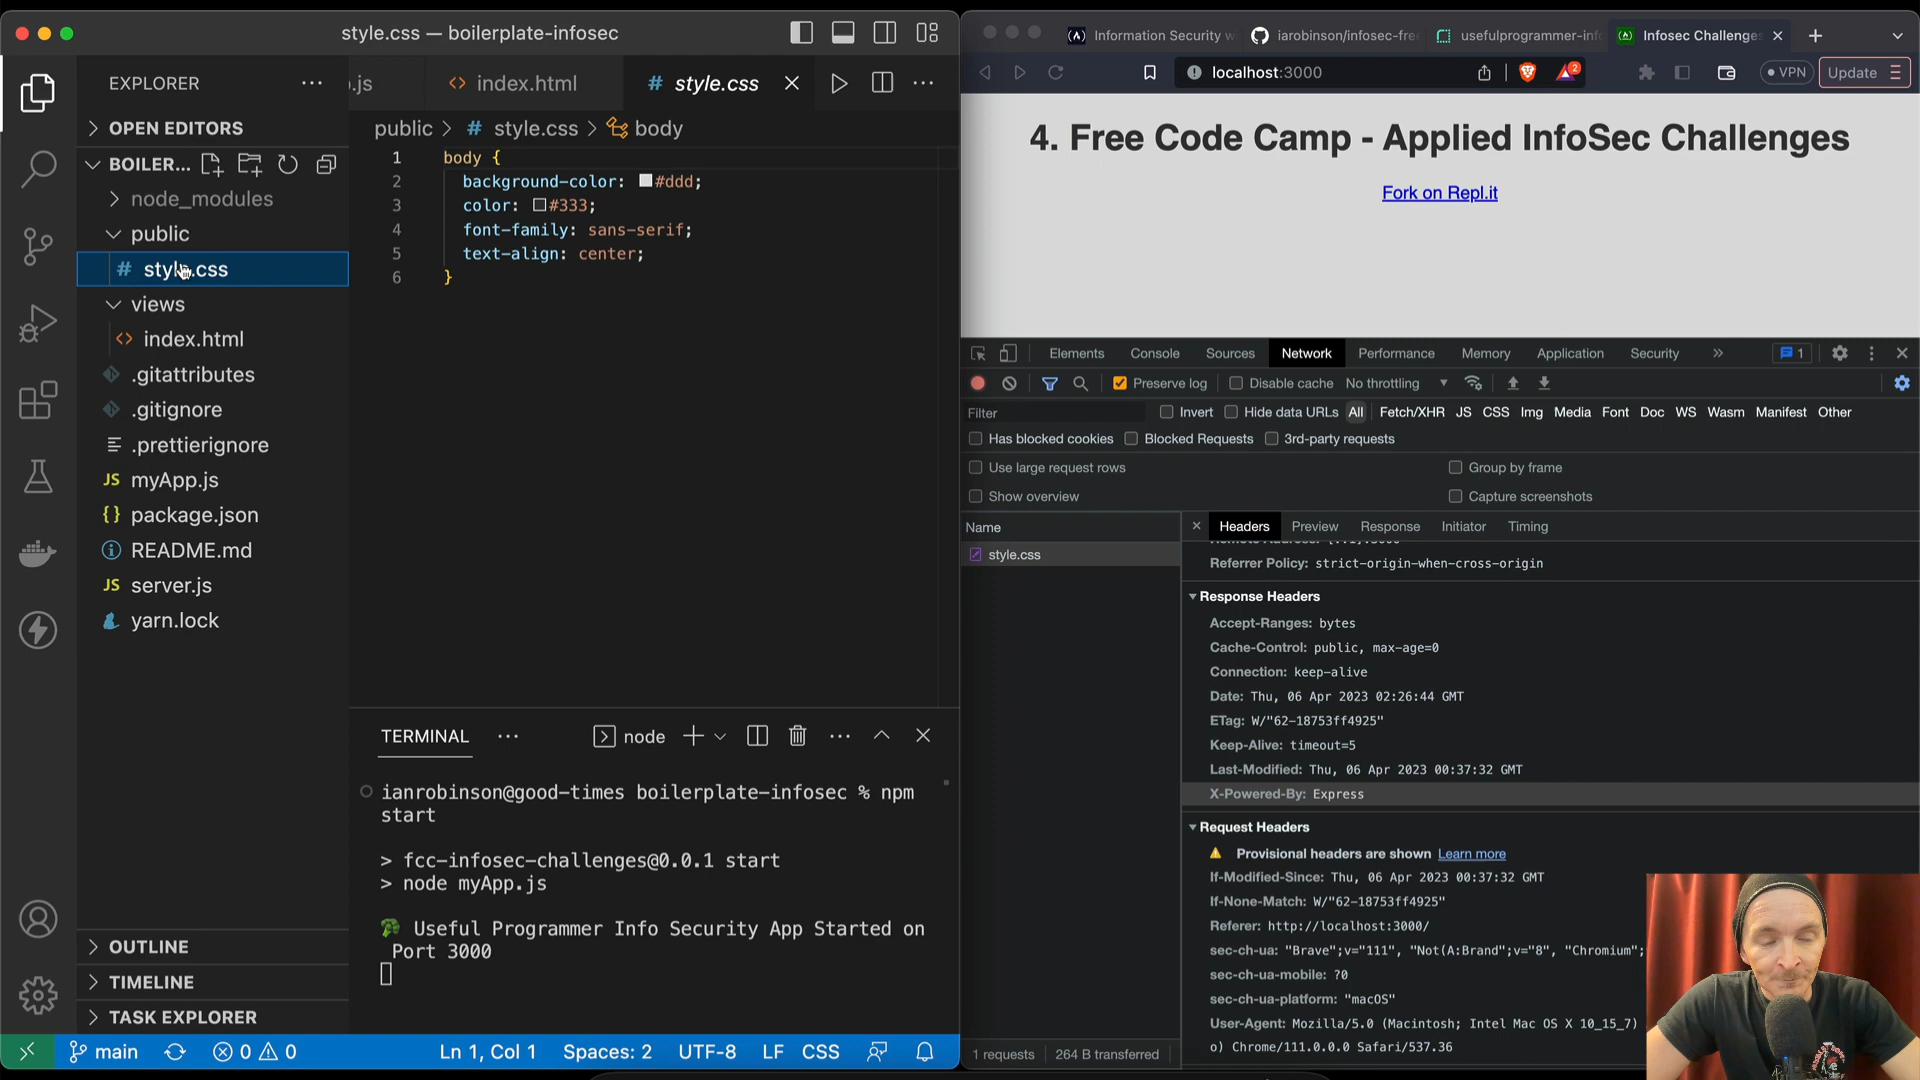 style.css — boilerplate-infosec
EXPLORER
OPEN EDITORS
BOILER...
node_modules
public
style.css
views
index.html
.gitattributes
.gitignore
.prettierignore
myApp.js
package.json
README.md
server.js
yarn.lock
OUTLINE
TIMELINE
TASK EXPLORER
.js
index.html
style.css
public > # style.css > body
1 body {
2 background-color: #ddd;
3 color: #333;
4 font-family: sans-serif;
5 text-align: center;
6 }
TERMINAL
node
ianrobinson@good-times boilerplate-infosec % npm
start
> fcc-infosec-challenges@0.0.1 start
> node myApp.js
Useful Programmer Info Security App Started on
Port 3000
main
0 0
Ln 1, Col 1
Spaces: 2
UTF-8
LF
CSS
Information Security w
iarobinson/infosec-fre
usefulprogrammer-inf
Infosec Challenges
localhost:3000
2
VPN
Update
4. Free Code Camp - Applied InfoSec Challenges
Fork on Repl.it
Elements Console Sources Network Performance Memory Application Security » 1
Preserve log Disable cache No throttling
Filter Invert Hide data URLs All Fetch/XHR JS CSS Img Media Font Doc WS Wasm Manifest Other
Has blocked cookies Blocked Requests 3rd-party requests
Use large request rows Group by frame
Show overview Capture screenshots
Name
style.css
Headers Preview Response Initiator Timing
Referrer Policy: strict-origin-when-cross-origin
Response Headers
Accept-Ranges: bytes
Cache-Control: public, max-age=0
Connection: keep-alive
Date: Thu, 06 Apr 2023 02:26:44 GMT
ETag: W/"62-18753ff4925"
Keep-Alive: timeout=5
Last-Modified: Thu, 06 Apr 2023 00:37:32 GMT
X-Powered-By: Express
Request Headers
Provisional headers are shown Learn more
If-Modified-Since: Thu, 06 Apr 2023 00:37:32 GMT
If-None-Match: W/"62-18753ff4925"
Referer: http://localhost:3000/
sec-ch-ua: "Brave";v="111", "Not(A:Brand";v="8", "Chromium";
sec-ch-ua-mobile: ?0
sec-ch-ua-platform: "macOS"
User-Agent: Mozilla/5.0 (Macintosh; Intel Mac OS X 10_15_7)
o) Chrome/111.0.0.0 Safari/537.36
1 requests 264 B transferred